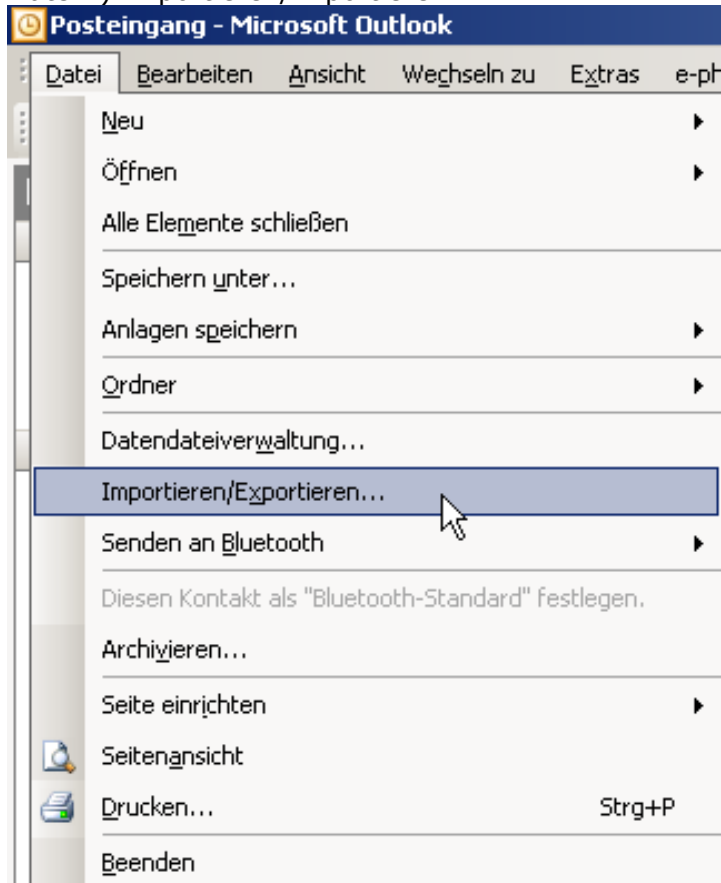 Posteingang - Microsoft Outlook
Datei Bearbeiten Ansicht Wechseln zu Extras e-ph
Neu
Öffnen
Alle Elemente schließen
Speichern unter...
Anlagen speichern
Ordner
Datendateiverwaltung...
Importieren/Exportieren...
Senden an Bluetooth
Diesen Kontakt als "Bluetooth-Standard" festlegen.
Archivieren...
Seite einrichten
Seitenansicht
Drucken... Strg+P
Beenden